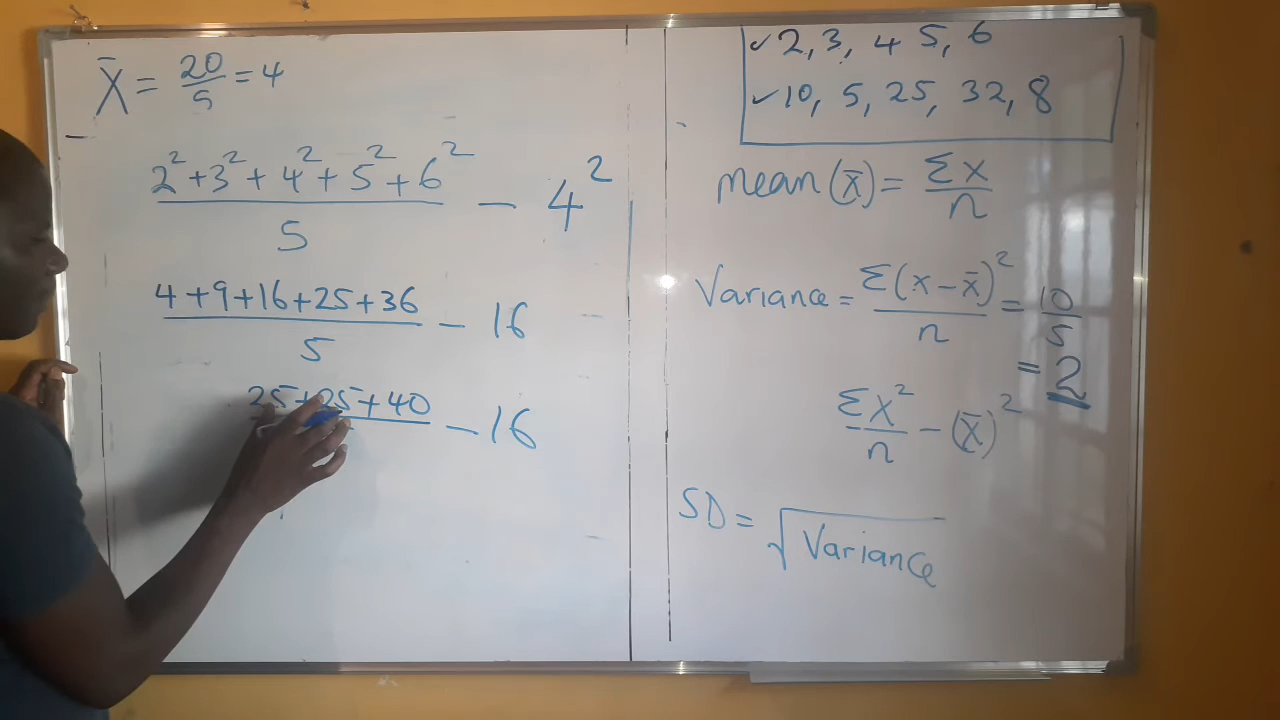 X̄ = 20/5 = 4
(2² + 3² + 4² + 5² + 6²)/5 − 4²
(4 + 9 + 16 + 25 + 36)/5 − 16
(25 + 25 + 40)/ − 16
✓ 2, 3, 4 5, 6
✓ 10, 5, 25, 32, 8
mean (x̄) = Σx/n
Variance = Σ(x − x̄)²/n = 10/5
= 2
Σx²/n − (x̄)²
SD = √Variance